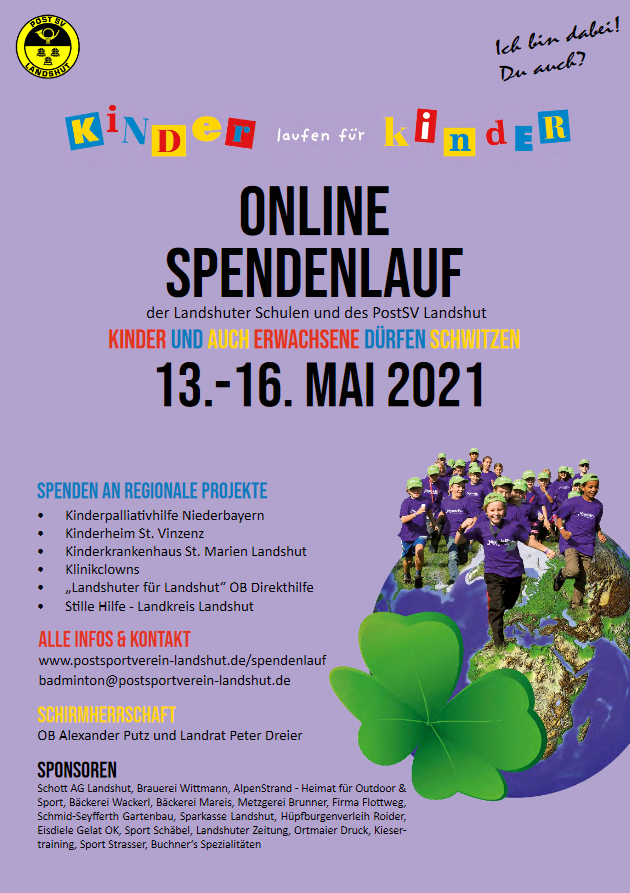 POST SV
LANDSHUT
Ich bin dabei!
Du auch?
KiNDer laufen für kindER
ONLINE
SPENDENLAUF
der Landshuter Schulen und des PostSV Landshut
KINDER UND AUCH ERWACHSENE DÜRFEN SCHWITZEN
13.-16. MAI 2021
SPENDEN AN REGIONALE PROJEKTE
• Kinderpalliativhilfe Niederbayern
• Kinderheim St. Vinzenz
• Kinderkrankenhaus St. Marien Landshut
• Klinikclowns
• „Landshuter für Landshut“ OB Direkthilfe
• Stille Hilfe - Landkreis Landshut
ALLE INFOS & KONTAKT
www.postsportverein-landshut.de/spendenlauf
badminton@postsportverein-landshut.de
SCHIRMHERRSCHAFT
OB Alexander Putz und Landrat Peter Dreier
SPONSOREN
Schott AG Landshut, Brauerei Wittmann, AlpenStrand - Heimat für Outdoor &
Sport, Bäckerei Wackerl, Bäckerei Mareis, Metzgerei Brunner, Firma Flottweg,
Schmid-Seyfferth Gartenbau, Sparkasse Landshut, Hüpfburgenverleih Roider,
Eisdiele Gelat OK, Sport Schäbel, Landshuter Zeitung, Ortmaier Druck, Kieser-
training, Sport Strasser, Buchner's Spezialitäten